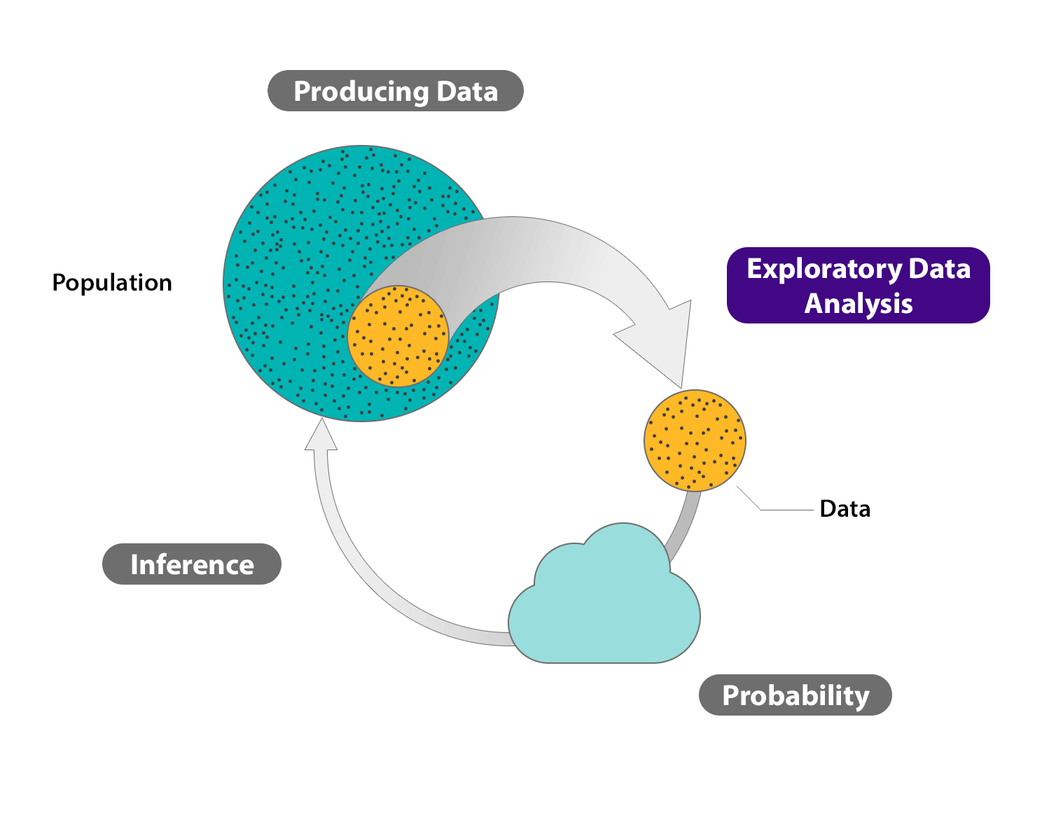 Producing Data
Population
Exploratory Data
Analysis
Data
Inference
Probability